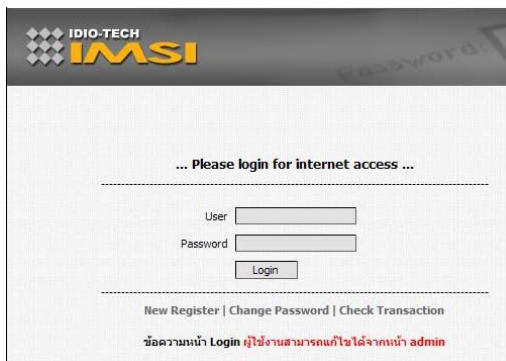 IDIO-TECH
IMSI
Password:
... Please login for internet access ...
User
Password
Login
New Register | Change Password | Check Transaction
ข้อความหน้า Login ผู้ใช้งานสามารถแก้ไขได้จากหน้า admin